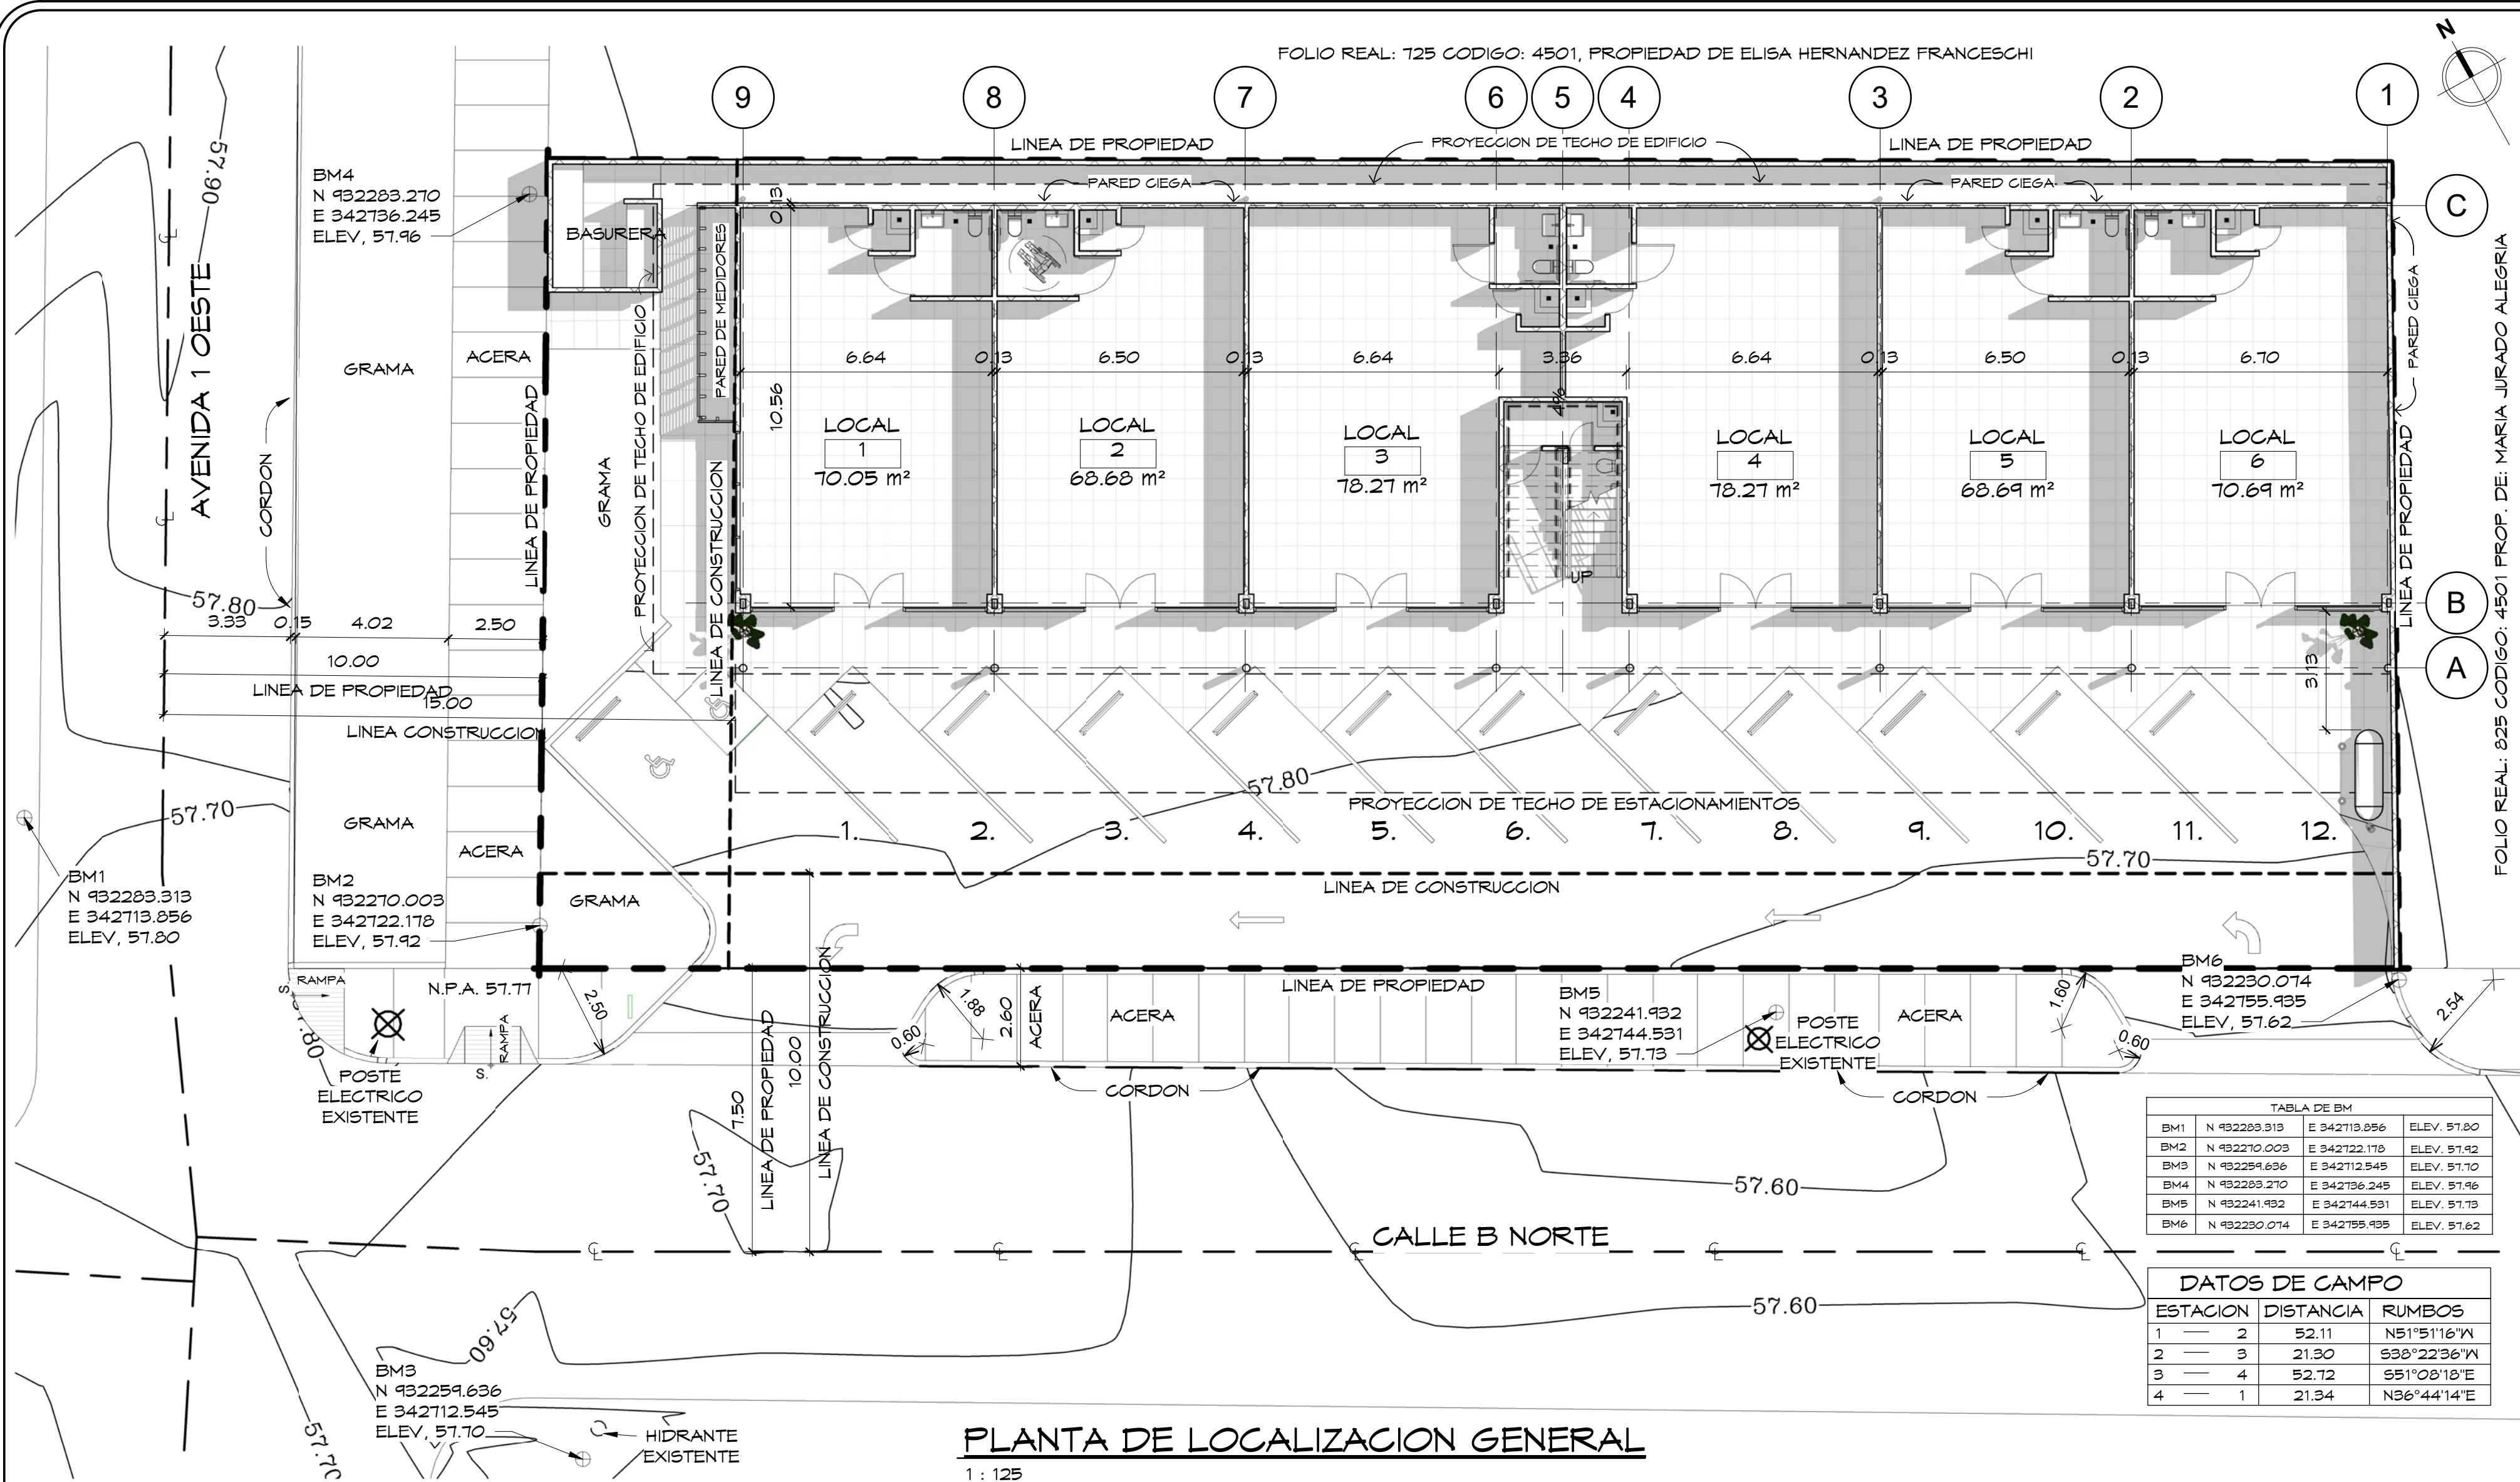 N
FOLIO REAL: 725 CODIGO: 4501, PROPIEDAD DE ELISA HERNANDEZ FRANCESCHI
9
8
7
6
5
4
3
2
1
LINEA DE PROPIEDAD
PROYECCION DE TECHO DE EDIFICIO
LINEA DE PROPIEDAD
PARED CIEGA
PARED CIEGA
C
B
A
57.90
BM4
N 932283.270
E 342736.245
ELEV, 57.96
BASURERA
PARED DE MEDIDORES
0.13
10.56
AVENIDA 1 OESTE
CORDON
GRAMA
ACERA
LINEA DE PROPIEDAD
GRAMA
PROYECCION DE TECHO DE EDIFICIO
LINEA DE CONSTRUCCION
6.64
0.13
6.50
0.13
6.64
3.36
6.64
0.13
6.50
0.13
6.70
4%
LOCAL
1
70.05 m²
LOCAL
2
68.68 m²
LOCAL
3
78.27 m²
LOCAL
4
78.27 m²
LOCAL
5
68.69 m²
LOCAL
6
70.69 m²
UP
PARED CIEGA
LINEA DE PROPIEDAD
FOLIO REAL: 825 CODIGO: 4501 PROP. DE: MARIA JURADO ALEGRIA
57.80
3.33
0.15
4.02
2.50
10.00
LINEA DE PROPIEDAD
15.00
LINEA CONSTRUCCION
3.13
57.80
PROYECCION DE TECHO DE ESTACIONAMIENTOS
1.
2.
3.
4.
5.
6.
7.
8.
9.
10.
11.
12.
57.70
57.70
GRAMA
ACERA
LINEA DE CONSTRUCCION
GRAMA
BM1
N 932283.313
E 342713.856
ELEV, 57.80
BM2
N 932270.003
E 342722.178
ELEV, 57.92
RAMPA
S.
N.P.A. 57.77
2.50
RAMPA
S.
POSTE
ELECTRICO
EXISTENTE
7.50
LINEA DE PROPIEDAD
10.00
LINEA DE CONSTRUCCION
1.88
0.60
2.60
ACERA
ACERA
LINEA DE PROPIEDAD
BM5
N 932241.932
E 342744.531
ELEV, 57.73
POSTE
ELECTRICO
EXISTENTE
ACERA
1.60
0.60
BM6
N 932230.074
E 342755.935
ELEV, 57.62
2.54
CORDON
CORDON
57.70
57.60
CALLE B NORTE
57.60
57.60
57.70
BM3
N 932259.636
E 342712.545
ELEV, 57.70
HIDRANTE
EXISTENTE
TABLA DE BM
BM1 N 932283.313 E 342713.856 ELEV. 57.80
BM2 N 932270.003 E 342722.178 ELEV. 57.92
BM3 N 932259.636 E 342712.545 ELEV. 57.70
BM4 N 932283.270 E 342736.245 ELEV. 57.96
BM5 N 932241.932 E 342744.531 ELEV. 57.73
BM6 N 932230.074 E 342755.935 ELEV. 57.62
DATOS DE CAMPO
ESTACION DISTANCIA RUMBOS
1 — 2 52.11 N51°51'16"W
2 — 3 21.30 S38°22'36"W
3 — 4 52.72 S51°08'18"E
4 — 1 21.34 N36°44'14"E
PLANTA DE LOCALIZACION GENERAL
1 : 125